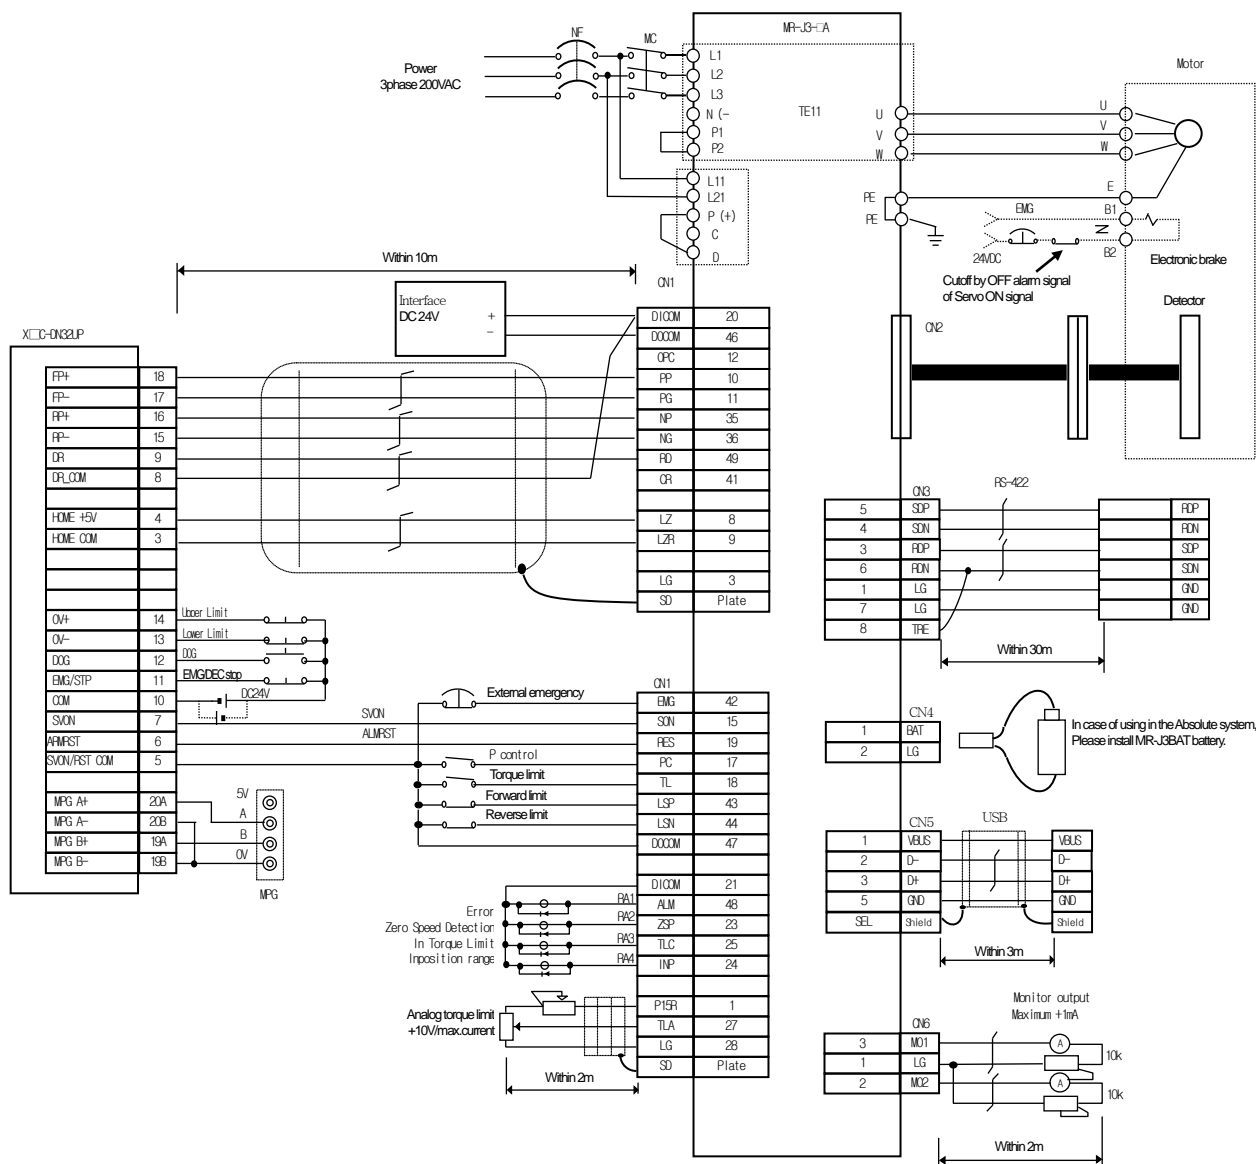 MR-J3-□A
NF
MC
Power
3phase 200VAC
L1
L2
L3
N (-
P1
P2
TE11
U
V
W
L11
L21
P (+)
C
D
PE
PE
Motor
U
V
W
E
EMG
B1
B2
24VDC
Z
Electronic brake
Cutoff by OFF alarm signal
of Servo ON signal
Detector
CN2
Within 10m
CN1
Interface
DC 24V
+
-
DICOM 20
DOCOM 46
OPC 12
PP 10
PG 11
NP 35
NG 36
RD 49
CR 41
LZ 8
LZR 9
LG 3
SD Plate
X□C-DN32UP
FP+ 18
FP- 17
RP+ 16
RP- 15
DR 9
DR_COM 8
HOME +5V 4
HOME COM 3
OV+ 14
OV- 13
DOG 12
EMG/STP 11
COM 10
SVON 7
ARMRST 6
SVON/RST COM 5
MPG A+ 20A
MPG A- 20B
MPG B+ 19A
MPG B- 19B
Upper Limit
Lower Limit
DOG
EMG/DEC stop
DC24V
SVON
ALMRST
5V
A
B
0V
MPG
CN1
External emergency
P control
Torque limit
Forward limit
Reverse limit
EMG 42
SON 15
RES 19
PC 17
TL 18
LSP 43
LSN 44
DOCOM 47
DICOM 21
ALM 48
ZSP 23
TLC 25
INP 24
P15R 1
TLA 27
LG 28
SD Plate
RA1
RA2
RA3
RA4
Error
Zero Speed Detection
In Torque Limit
Inposition range
Analog torque limit
+10V/max.current
Within 2m
CN3
RS-422
5 SDP RDP
4 SDN RDN
3 RDP SDP
6 RDN SDN
1 LG GND
7 LG GND
8 TRE
Within 30m
CN4
1 BAT
2 LG
In case of using in the Absolute system,
Please install MR-J3BAT battery.
CN5
USB
1 VBUS VBUS
2 D- D-
3 D+ D+
5 GND GND
SEL Shield Shield
Within 3m
Monitor output
Maximum +1mA
CN6
3 MO1
1 LG
2 MO2
A
10k
A
10k
Within 2m